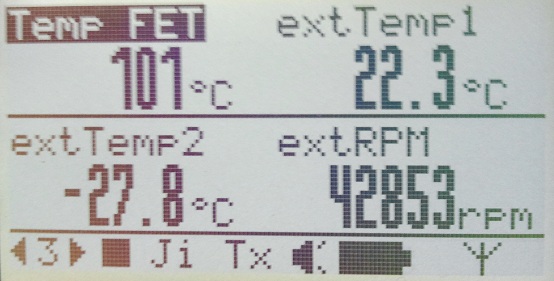 Temp FET extTemp1
101°C 22.3°C
extTemp2 extRPM
-27.8°C 42853rpm
3 Ji Tx